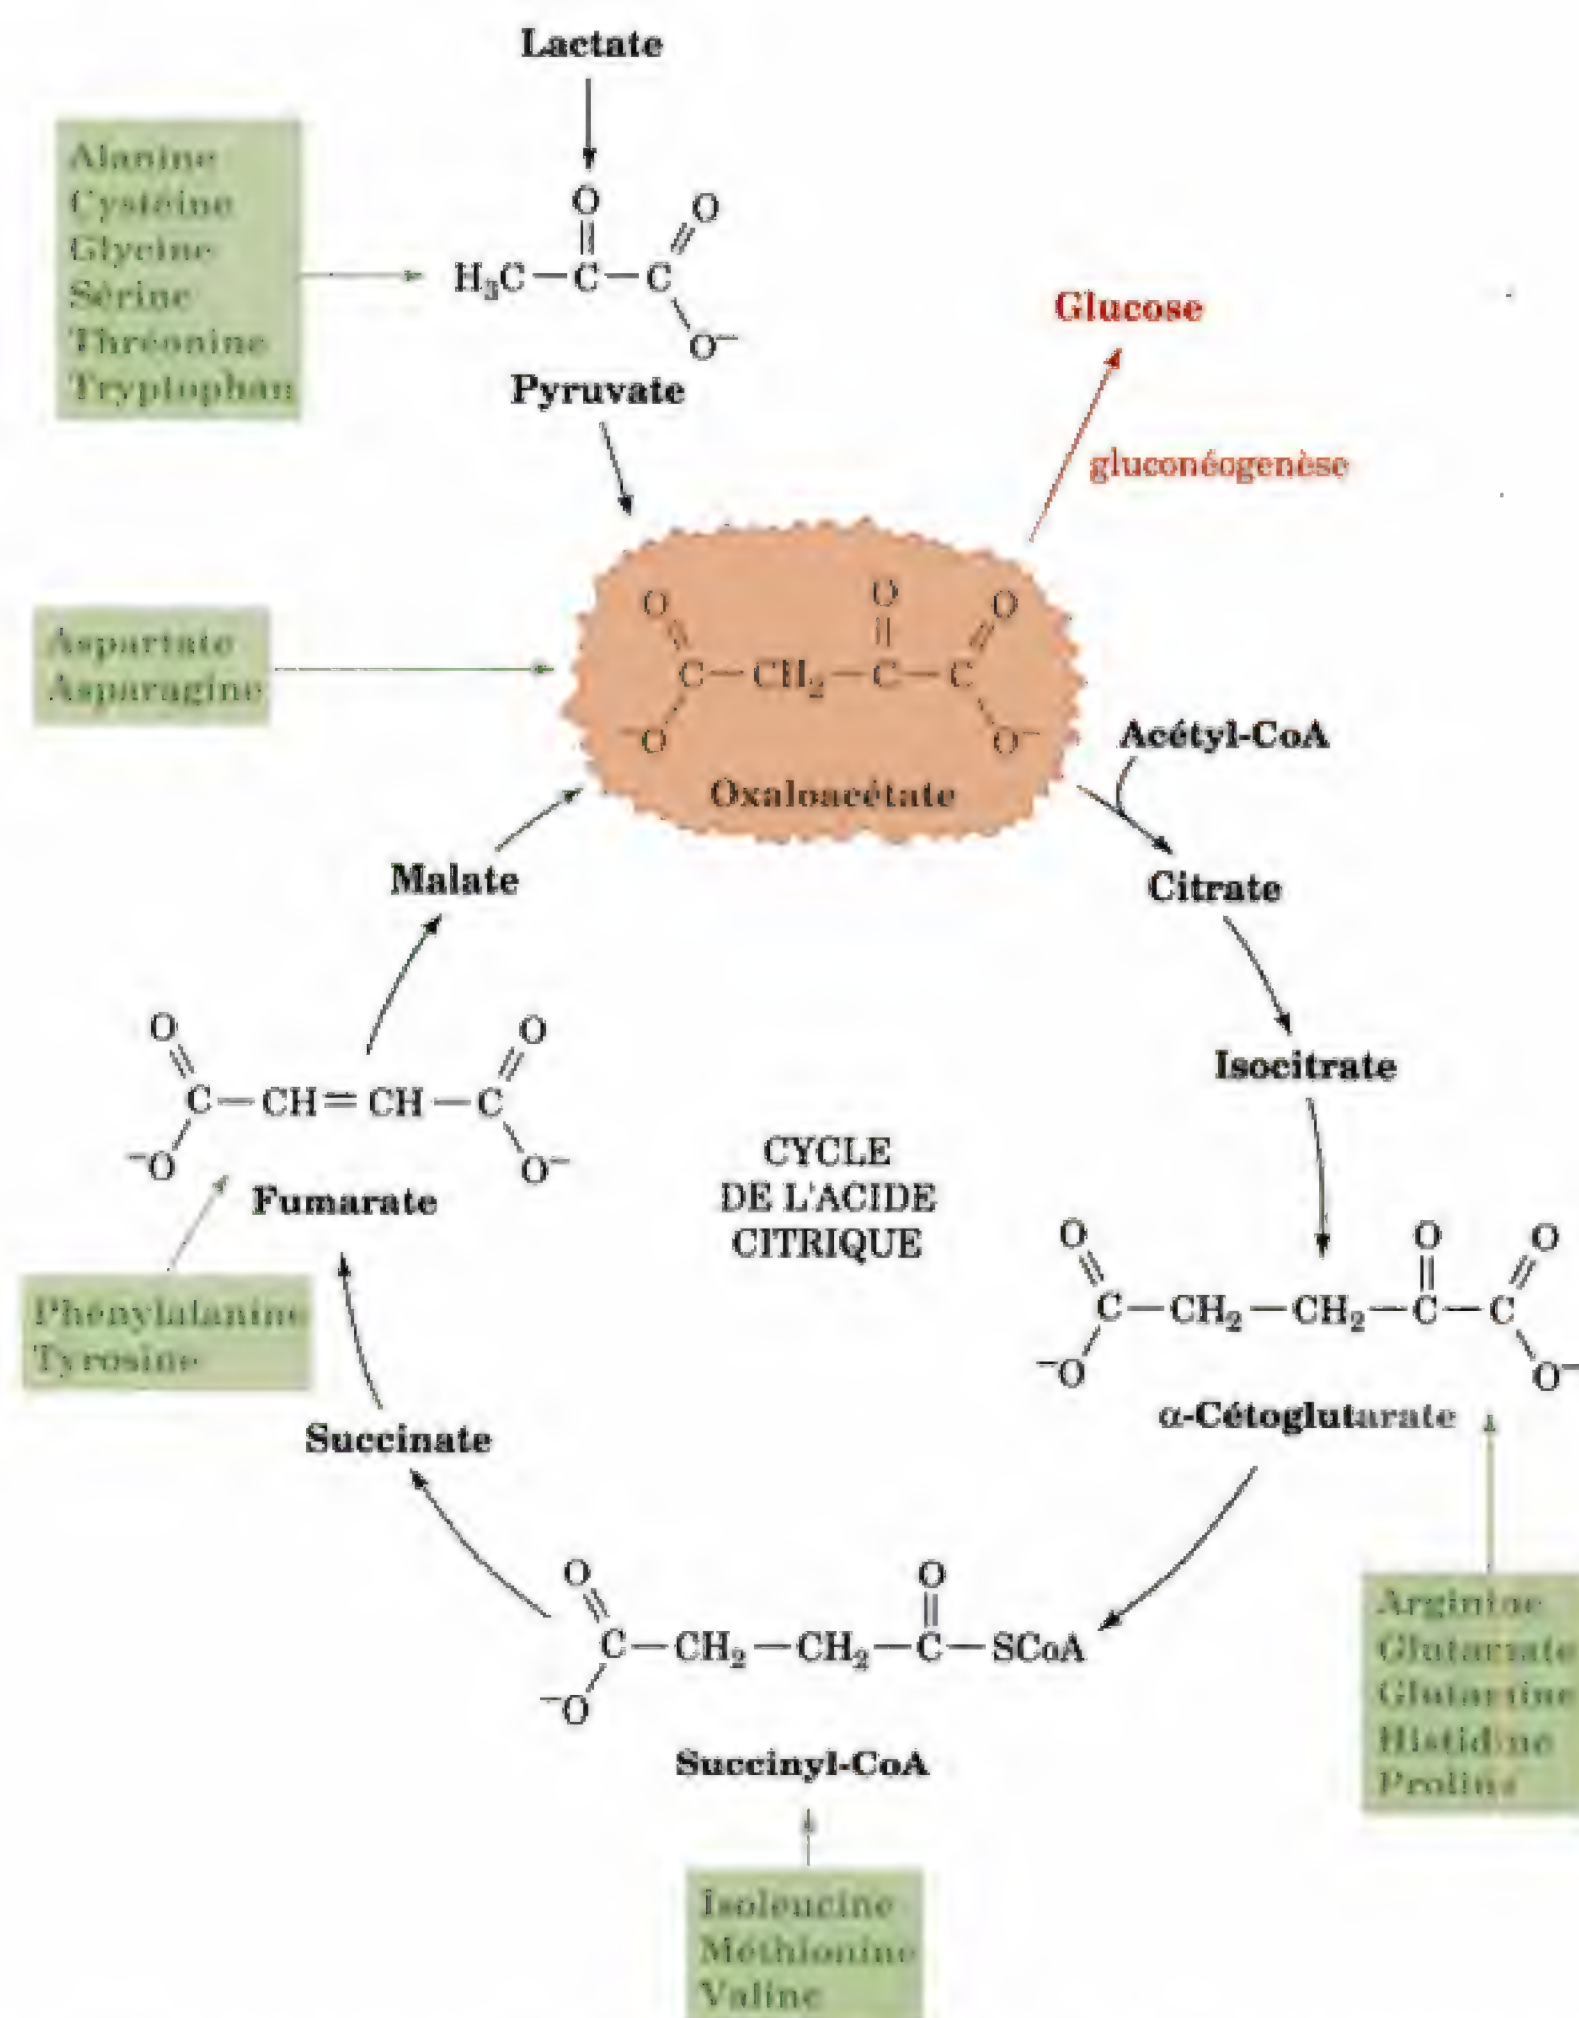 Lactate
Alanine
Cystéine
Glycine
Sérine
Thréonine
Tryptophan
O
O
H₃C—C—C
O⁻
Pyruvate
Glucose
gluconéogenèse
Aspartate
Asparagine
O
O
O
C—CH₂—C—C
⁻O
O⁻
Oxaloacétate
Acétyl-CoA
Malate
Citrate
Isocitrate
O
O
C—CH=CH—C
⁻O
O⁻
Fumarate
CYCLE
DE L'ACIDE
CITRIQUE
Phénylalanine
Tyrosine
O
O
O
C—CH₂—CH₂—C—C
⁻O
O⁻
α-Cétoglutarate
Succinate
O
O
C—CH₂—CH₂—C—SCoA
⁻O
Succinyl-CoA
Arginine
Glutamate
Glutamine
Histidine
Proline
Isoleucine
Méthionine
Valine